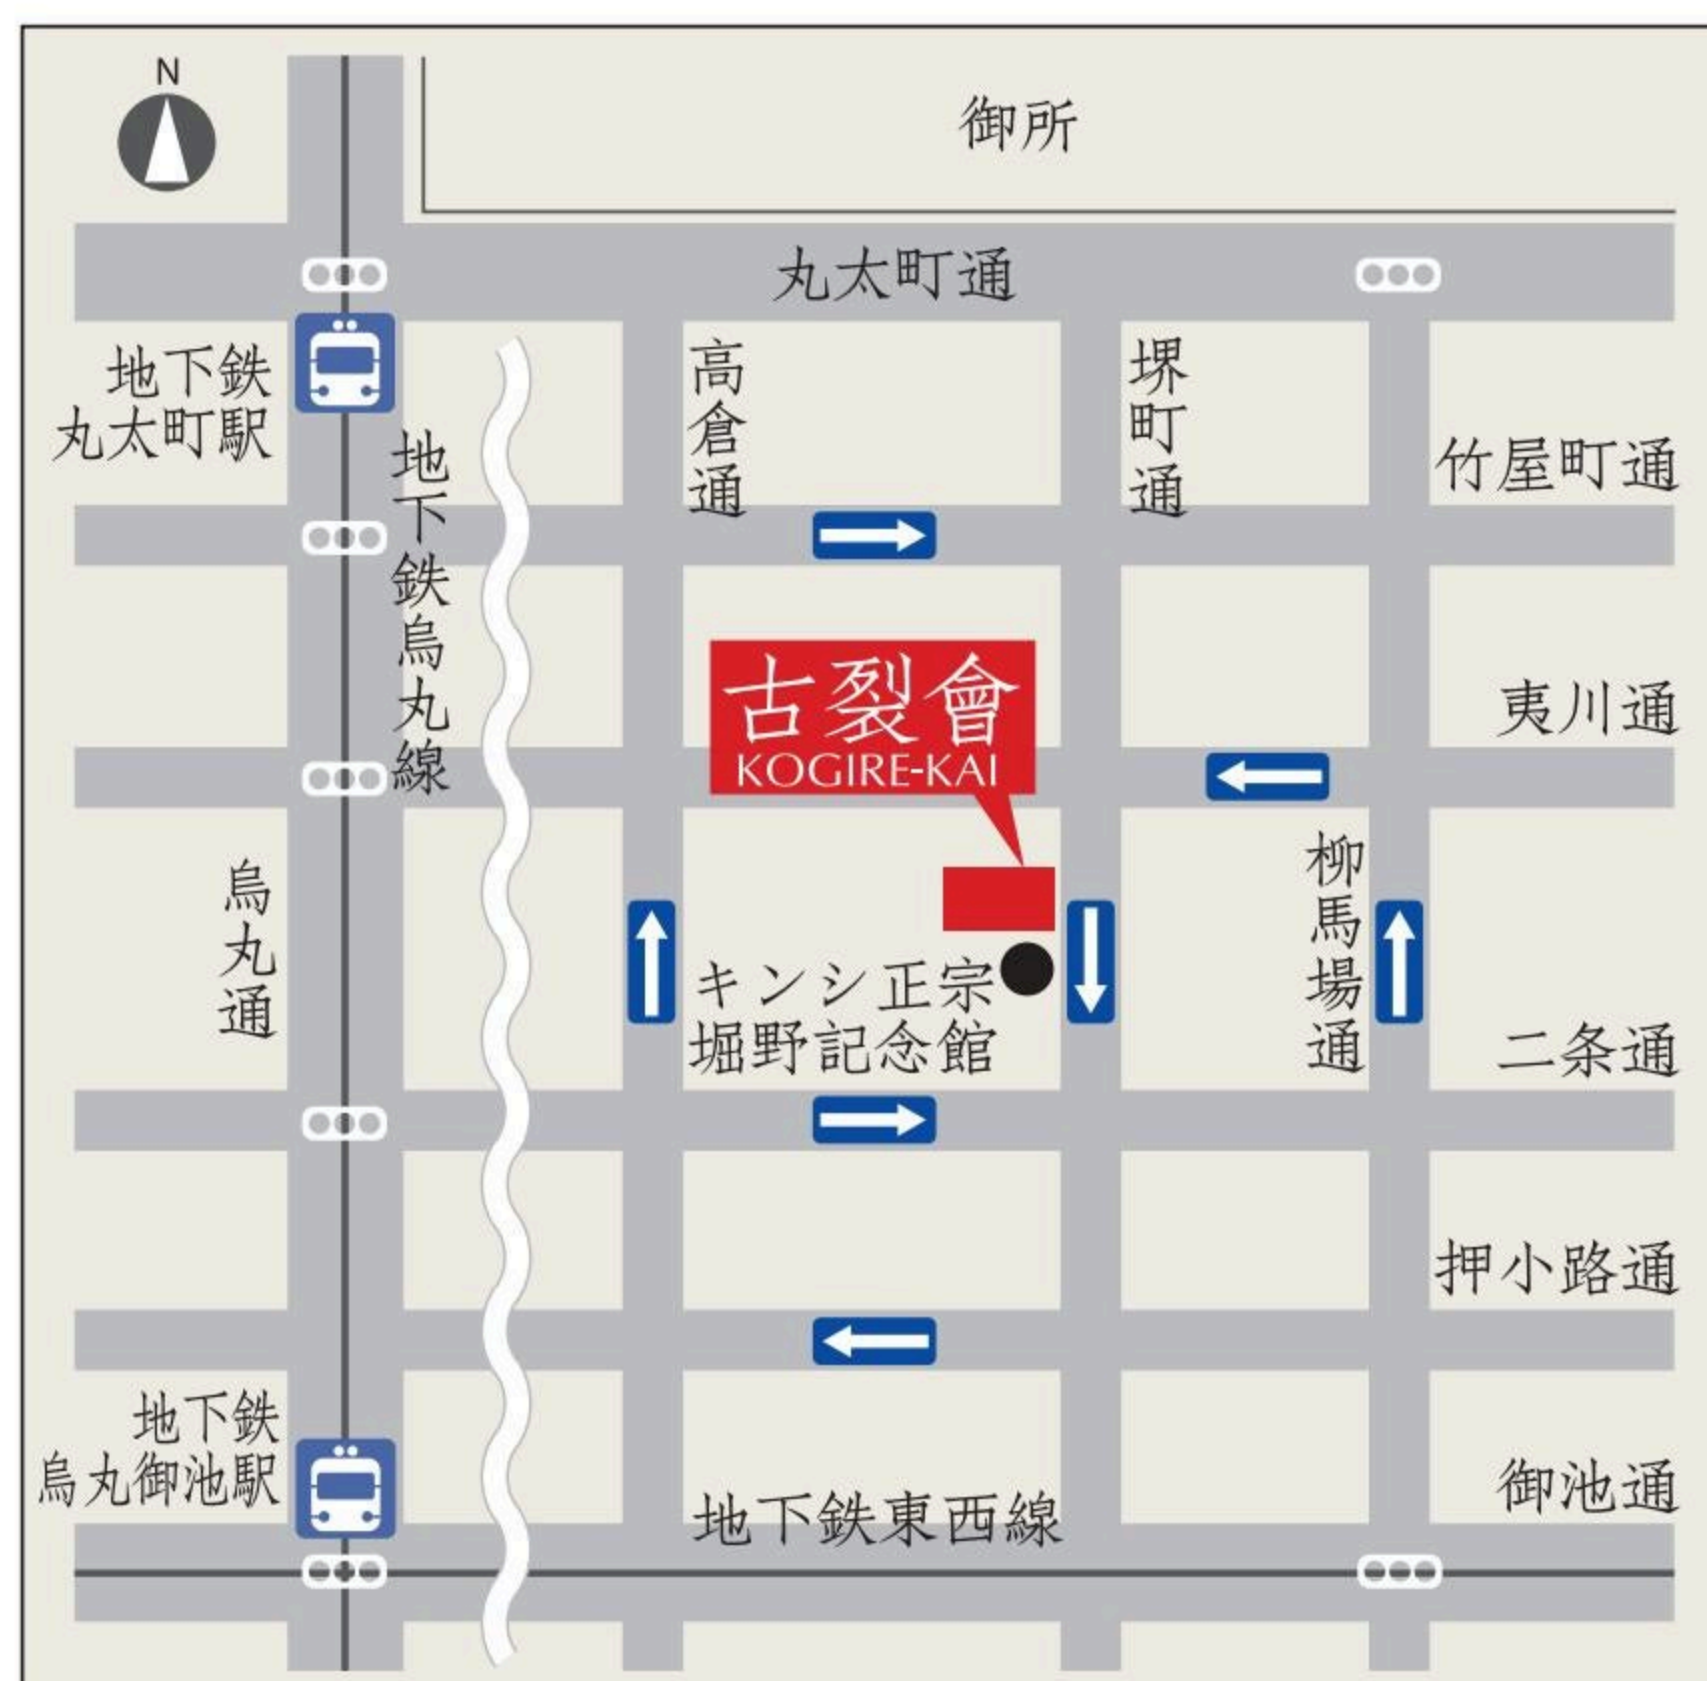 N
御所
丸太町通
地下鉄
丸太町駅
地下鉄烏丸線
高倉通
堺町通
竹屋町通
古裂會
KOGIRE-KAI
夷川通
烏丸通
キンシ正宗
堀野記念館
柳馬場通
二条通
押小路通
地下鉄
烏丸御池駅
地下鉄東西線
御池通